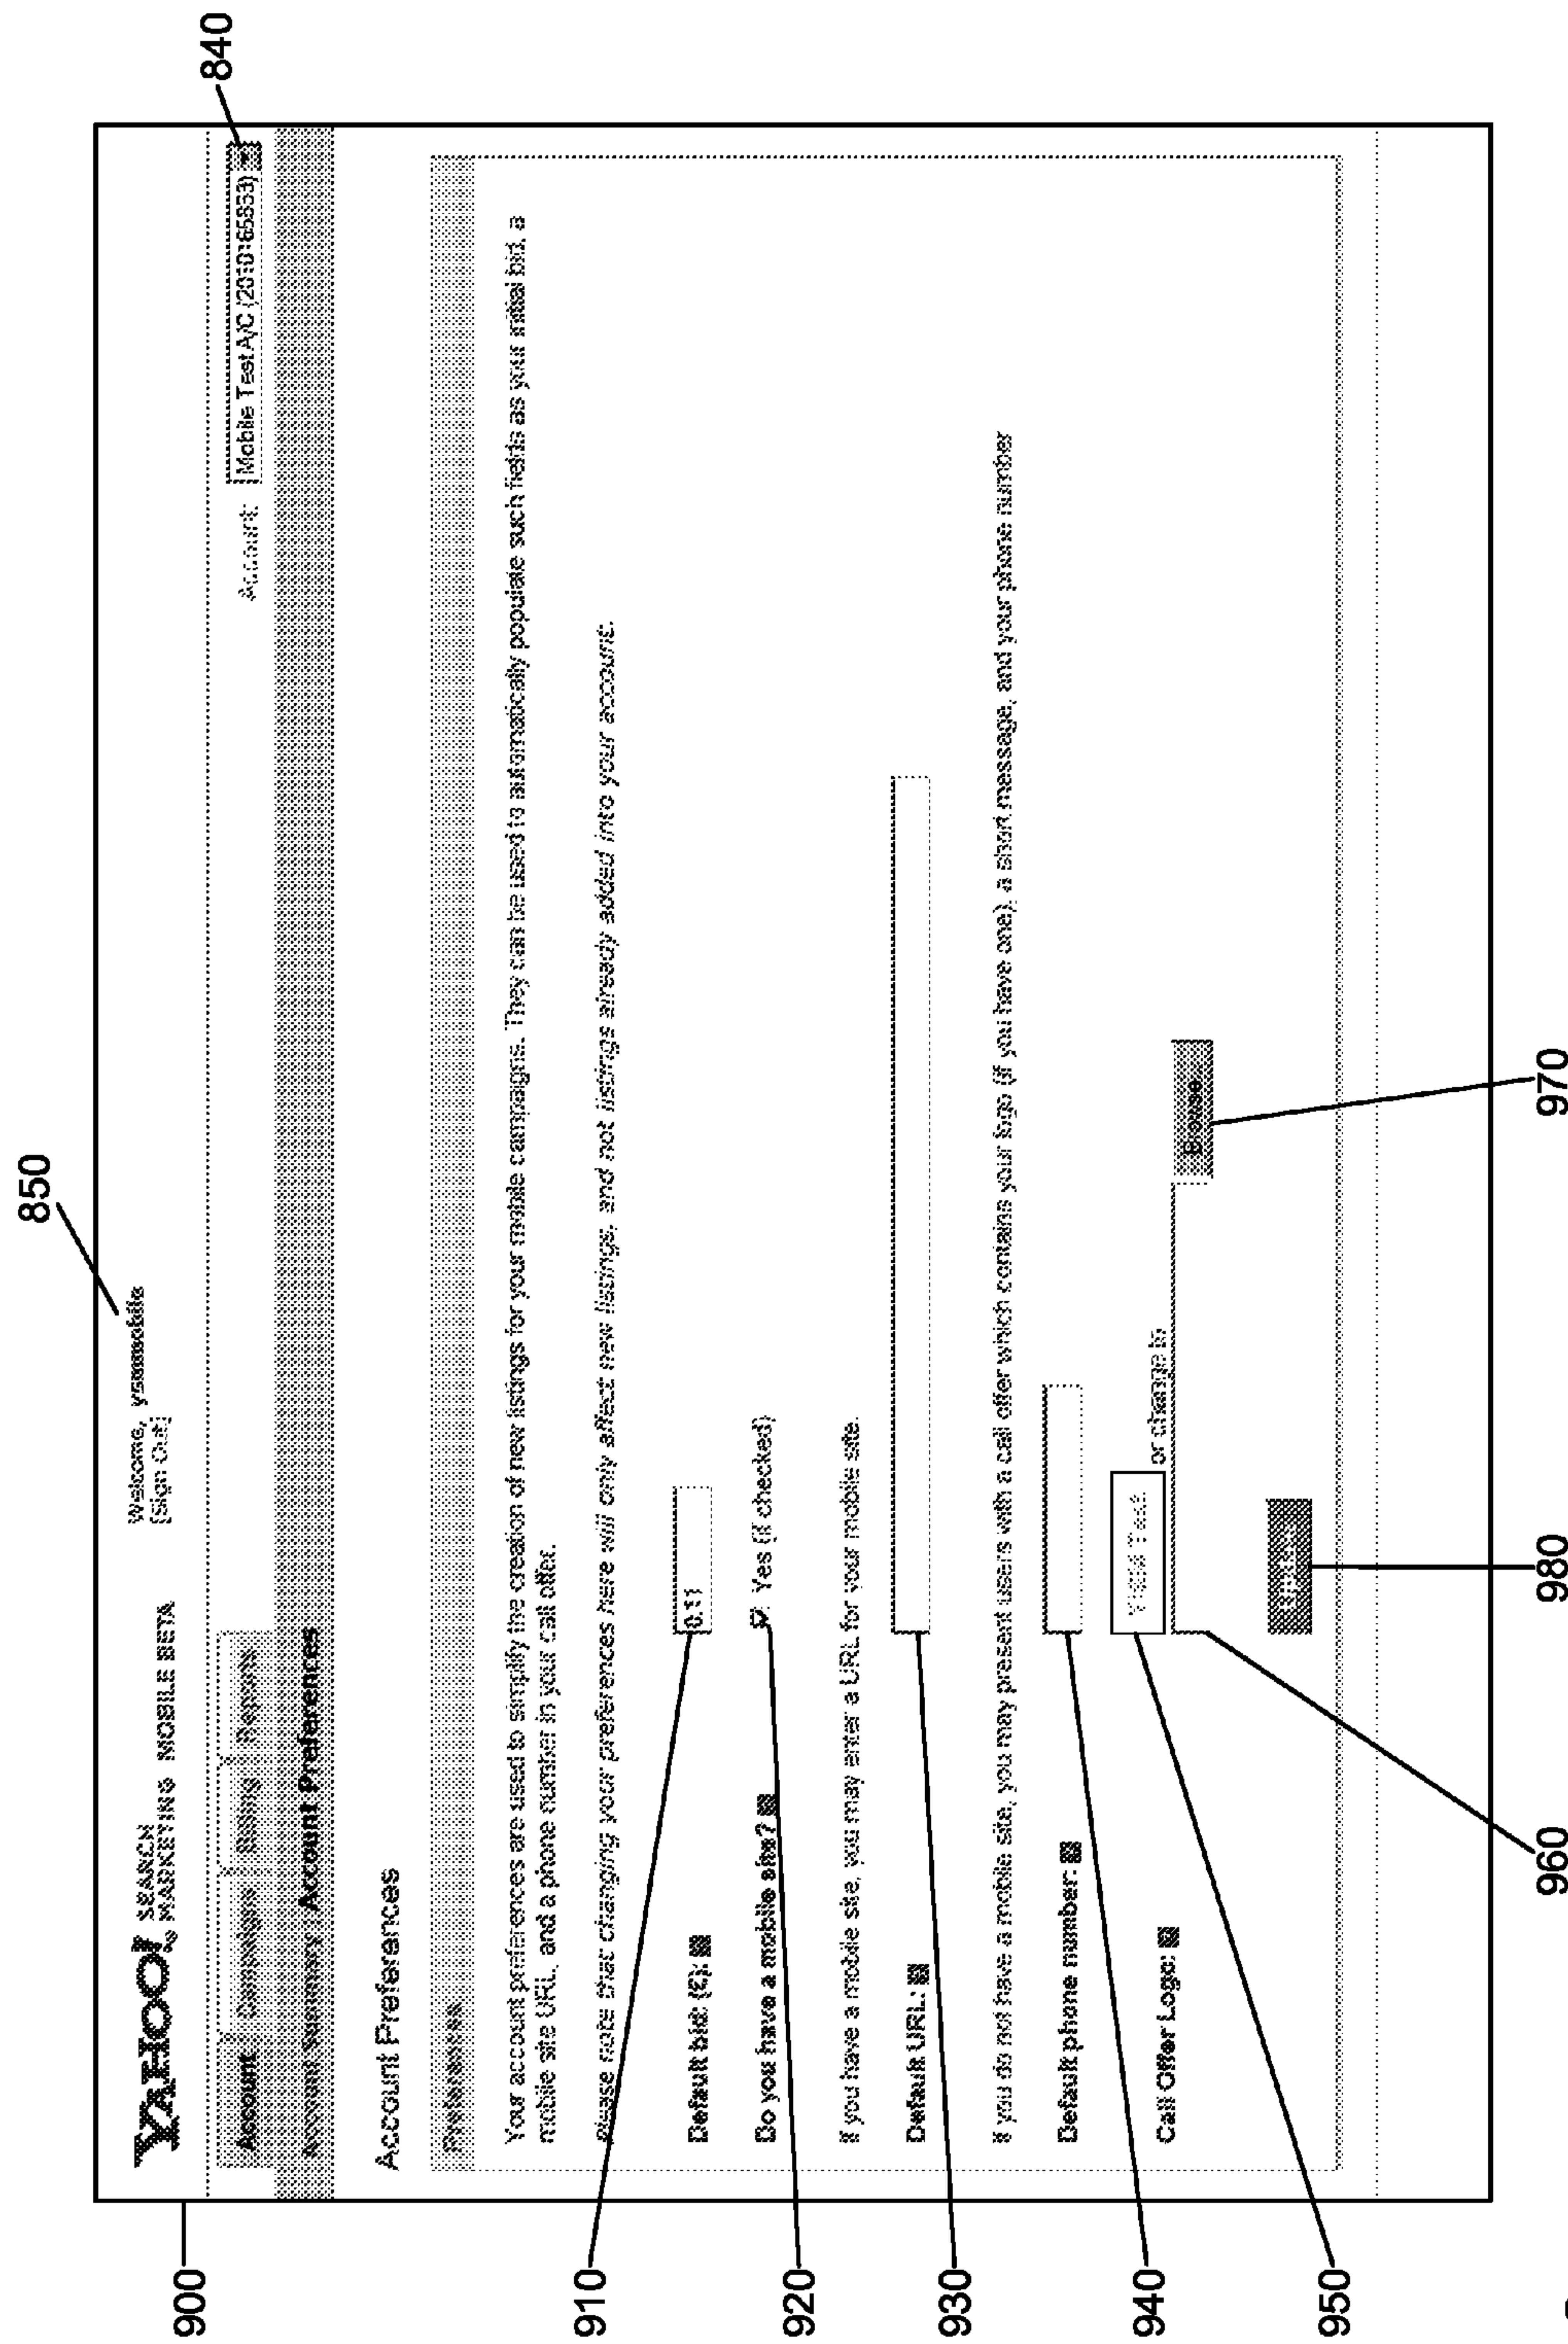 850
840
900
YAHOO! SEARCH MARKETING MOBILE BETA
Welcome, ysmmobile
[Sign Out]
Account Campaigns Billing Reports
Account: Mobile Test A/C (2010165833)
Account Summary | Account Preferences
Account Preferences
Preferences
Your account preferences are used to simplify the creation of new listings for your mobile campaigns. They can be used to automatically populate such fields as your initial bid, a
mobile site URL, and a phone number in your call offer.
Please note that changing your preferences here will only affect new listings, and not listings already added into your account.
910
Default bid: (£): 0.11
Do you have a mobile site? Yes (if checked)
920
If you have a mobile site, you may enter a URL for your mobile site.
Default URL:
930
If you do not have a mobile site, you may present users with a call offer which contains your logo (if you have one), a short message, and your phone number
Default phone number:
940
Call Offer Logo: or change to
Browse...
950
960
980
970